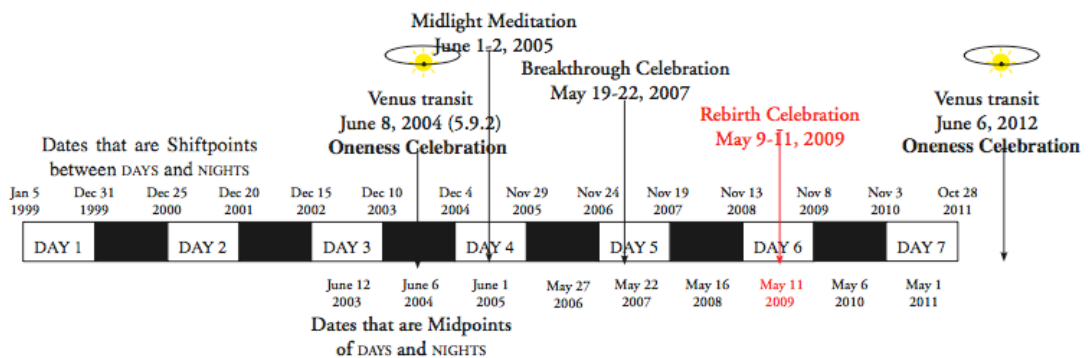 Midlight Meditation
June 1-2, 2005
Breakthrough Celebration
May 19-22, 2007
Venus transit
June 8, 2004 (5.9.2)
Oneness Celebration
Rebirth Celebration
May 9-11, 2009
Venus transit
June 6, 2012
Oneness Celebration
Dates that are Shiftpoints
between DAYS and NIGHTS
Jan 5 Dec 31 Dec 25 Dec 20 Dec 15 Dec 10 Dec 4 Nov 29 Nov 24 Nov 19 Nov 13 Nov 8 Nov 3 Oct 28
1999 1999 2000 2001 2002 2003 2004 2005 2006 2007 2008 2009 2010 2011
DAY 1 DAY 2 DAY 3 DAY 4 DAY 5 DAY 6 DAY 7
June 12 June 6 June 1 May 27 May 22 May 16 May 11 May 6 May 1
2003 2004 2005 2006 2007 2008 2009 2010 2011
Dates that are Midpoints
of DAYS and NIGHTS